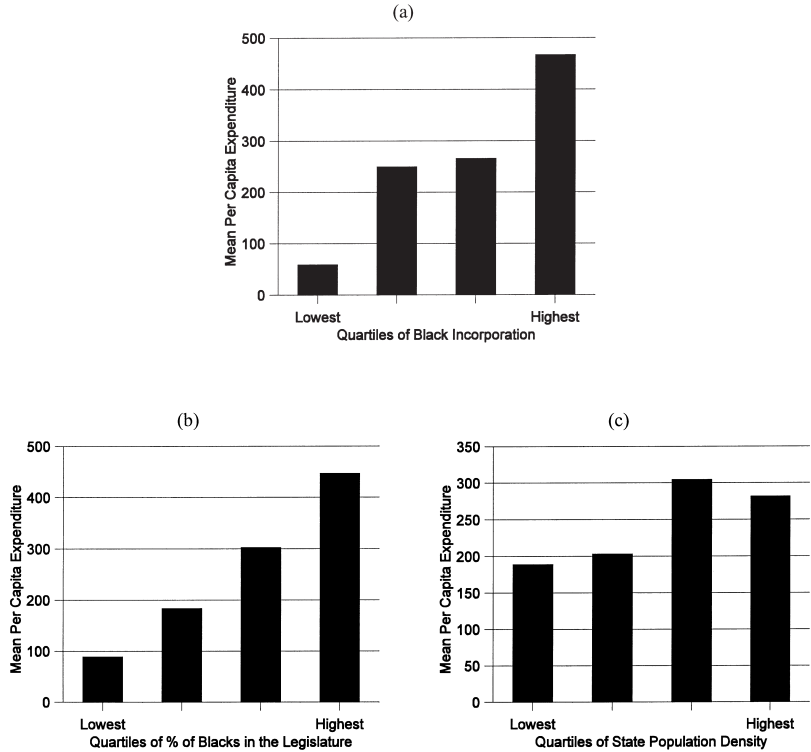 (a)
500
400
300
200
100
0
Mean Per Capita Expenditure
Lowest
Highest
Quartiles of Black Incorporation
(b)
500
400
300
200
100
0
Mean Per Capita Expenditure
Lowest
Highest
Quartiles of % of Blacks in the Legislature
(c)
350
300
250
200
150
100
50
0
Mean Per Capita Expenditure
Lowest
Highest
Quartiles of State Population Density